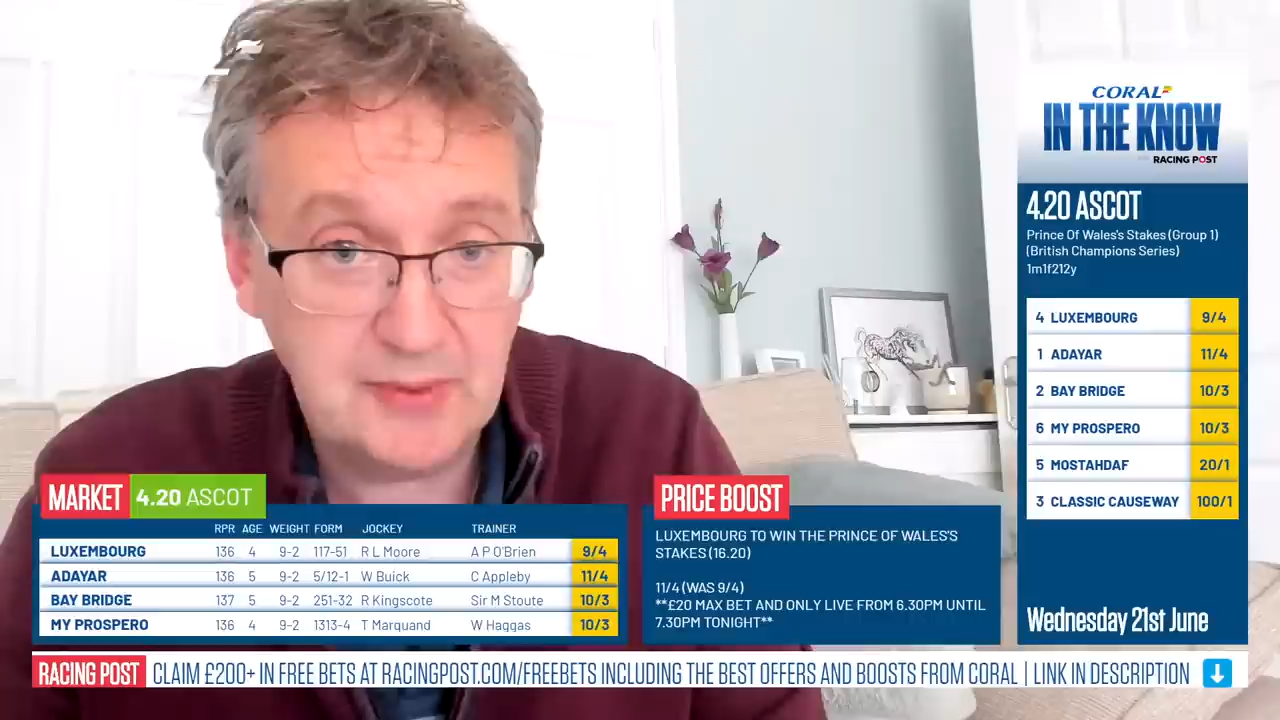 CORAL
IN THE KNOW
RACING POST
4.20 ASCOT
Prince Of Wales's Stakes (Group 1)
(British Champions Series)
1m1f212y
4 LUXEMBOURG 9/4
1 ADAYAR 11/4
2 BAY BRIDGE 10/3
6 MY PROSPERO 10/3
5 MOSTAHDAF 20/1
3 CLASSIC CAUSEWAY 100/1
Wednesday 21st June
MARKET 4.20 ASCOT
RPR AGE WEIGHT FORM JOCKEY TRAINER
LUXEMBOURG 136 4 9-2 117-51 R L Moore A P O'Brien 9/4
ADAYAR 136 5 9-2 5/12-1 W Buick C Appleby 11/4
BAY BRIDGE 137 5 9-2 251-32 R Kingscote Sir M Stoute 10/3
MY PROSPERO 136 4 9-2 1313-4 T Marquand W Haggas 10/3
PRICE BOOST
LUXEMBOURG TO WIN THE PRINCE OF WALES'S
STAKES (16.20)
11/4 (WAS 9/4)
**£20 MAX BET AND ONLY LIVE FROM 6.30PM UNTIL
7.30PM TONIGHT**
RACING POST CLAIM £200+ IN FREE BETS AT RACINGPOST.COM/FREEBETS INCLUDING THE BEST OFFERS AND BOOSTS FROM CORAL | LINK IN DESCRIPTION